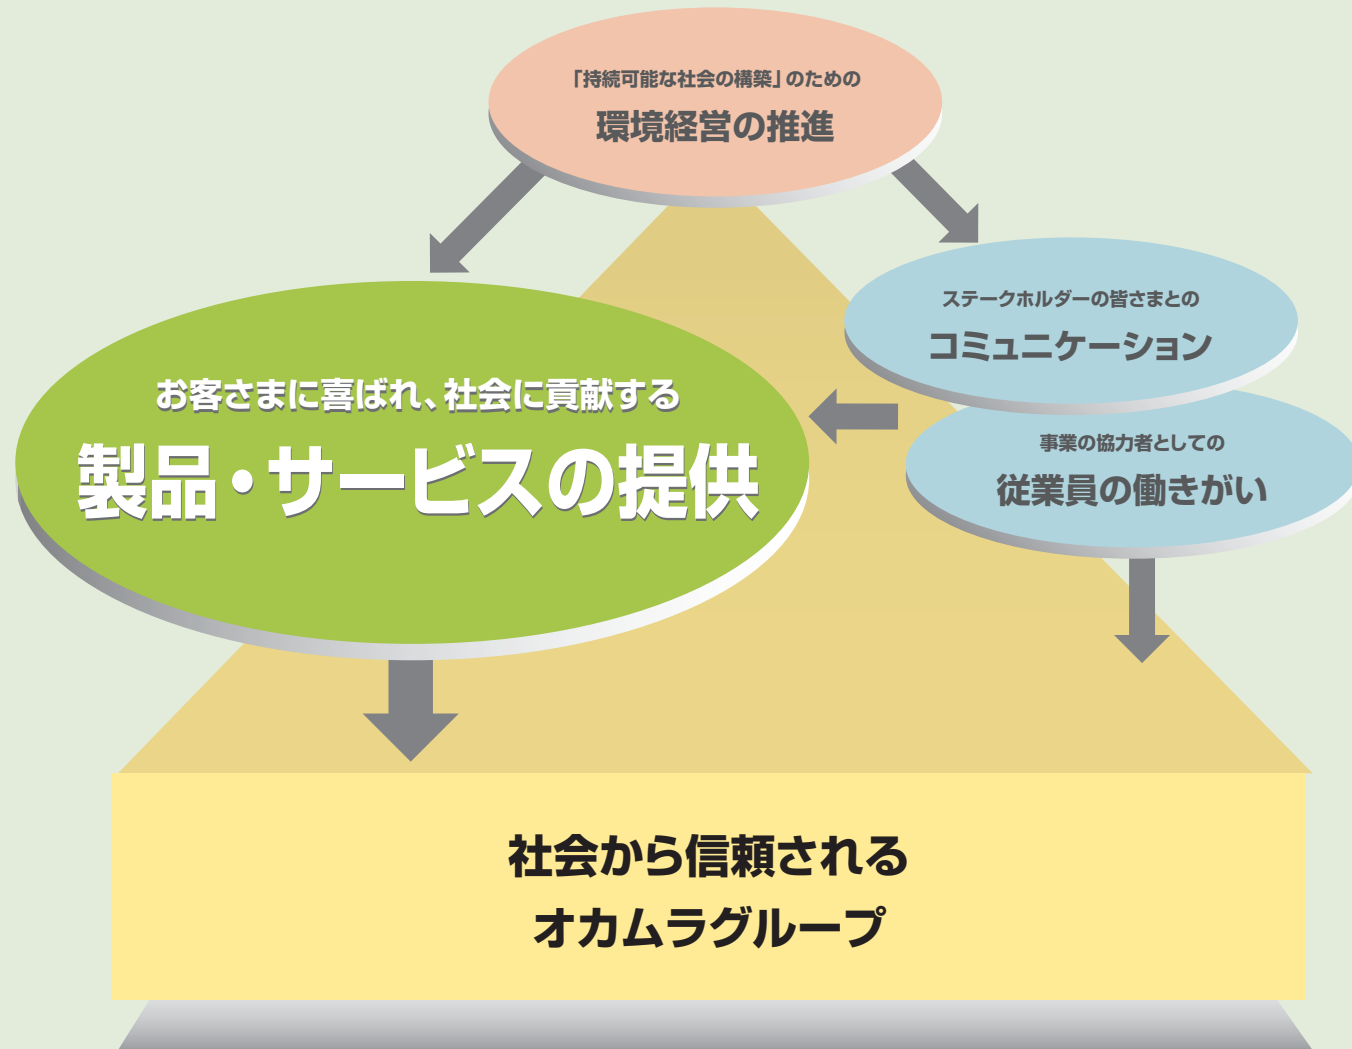 「持続可能な社会の構築」のための
環境経営の推進
ステークホルダーの皆さまとの
コミュニケーション
お客さまに喜ばれ、社会に貢献する
製品・サービスの提供
事業の協力者としての
従業員の働きがい
社会から信頼される
オカムラグループ